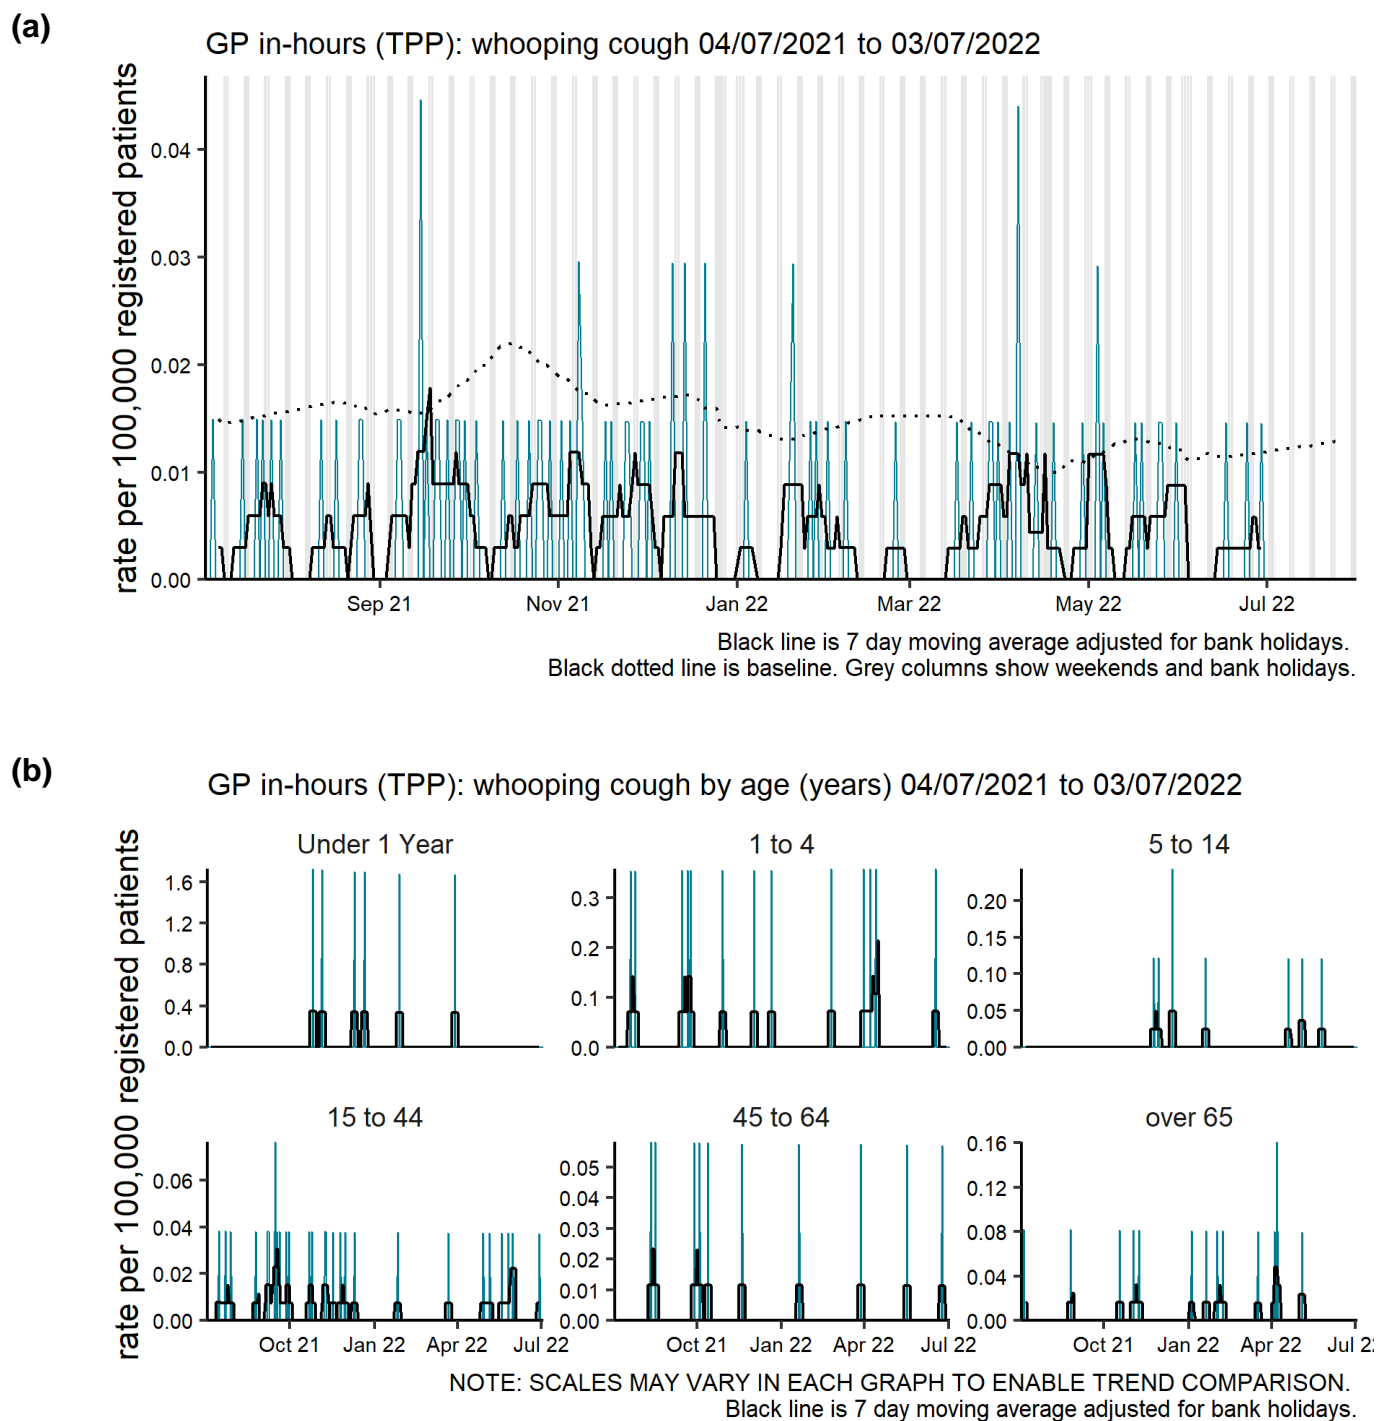 (a)
GP in-hours (TPP): whooping cough 04/07/2021 to 03/07/2022
rate per 100,000 registered patients
0.04
0.03
0.02
0.01
0.00
Sep 21 Nov 21 Jan 22 Mar 22 May 22 Jul 22
Black line is 7 day moving average adjusted for bank holidays.
Black dotted line is baseline. Grey columns show weekends and bank holidays.
(b)
GP in-hours (TPP): whooping cough by age (years) 04/07/2021 to 03/07/2022
rate per 100,000 registered patients
Under 1 Year
1.6
1.2
0.8
0.4
0.0
1 to 4
0.3
0.2
0.1
0.0
5 to 14
0.20
0.15
0.10
0.05
0.00
15 to 44
0.06
0.04
0.02
0.00
Oct 21 Jan 22 Apr 22 Jul 22
45 to 64
0.05
0.04
0.03
0.02
0.01
0.00
Oct 21 Jan 22 Apr 22 Jul 22
over 65
0.16
0.12
0.08
0.04
0.00
Oct 21 Jan 22 Apr 22 Jul 22
NOTE: SCALES MAY VARY IN EACH GRAPH TO ENABLE TREND COMPARISON.
Black line is 7 day moving average adjusted for bank holidays.